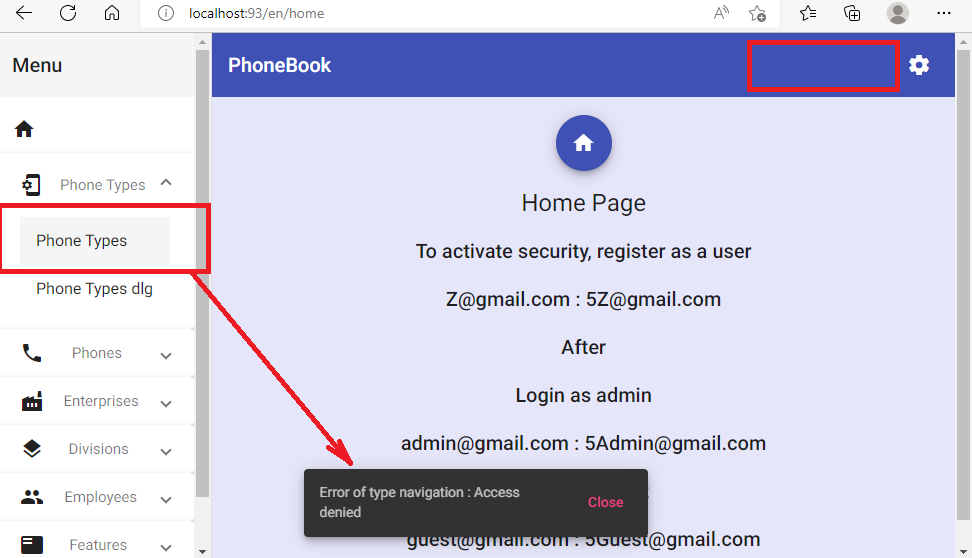 localhost:93/en/home
Menu
PhoneBook
Phone Types
Phone Types
Phone Types dlg
Phones
Enterprises
Divisions
Employees
Features
Home Page
To activate security, register as a user
Z@gmail.com : 5Z@gmail.com
After
Login as admin
admin@gmail.com : 5Admin@gmail.com
Error of type navigation : Access
denied
Close
guest@gmail.com : 5Guest@gmail.com